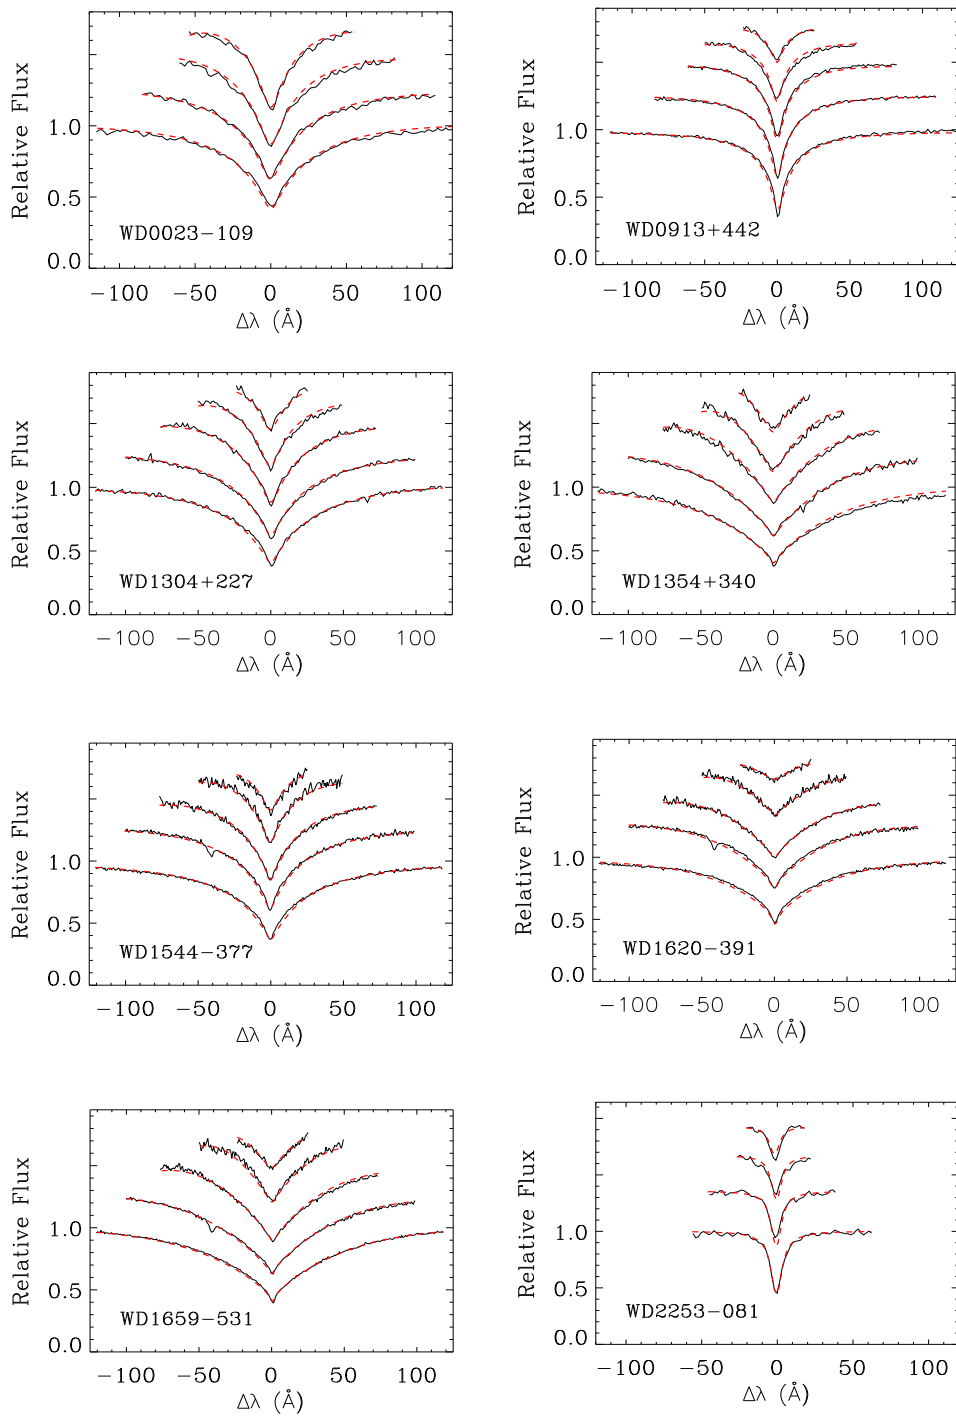 Relative Flux
1.0
0.5
0.0
WD0023−109
−100 −50 0 50 100
Δλ (Å)
Relative Flux
1.0
0.5
0.0
WD0913+442
−100 −50 0 50 100
Δλ (Å)
Relative Flux
1.0
0.5
0.0
WD1304+227
−100 −50 0 50 100
Δλ (Å)
Relative Flux
1.0
0.5
0.0
WD1354+340
−100 −50 0 50 100
Δλ (Å)
Relative Flux
1.0
0.5
0.0
WD1544−377
−100 −50 0 50 100
Δλ (Å)
Relative Flux
1.0
0.5
0.0
WD1620−391
−100 −50 0 50 100
Δλ (Å)
Relative Flux
1.0
0.5
0.0
WD1659−531
−100 −50 0 50 100
Δλ (Å)
Relative Flux
1.0
0.5
0.0
WD2253−081
−100 −50 0 50 100
Δλ (Å)